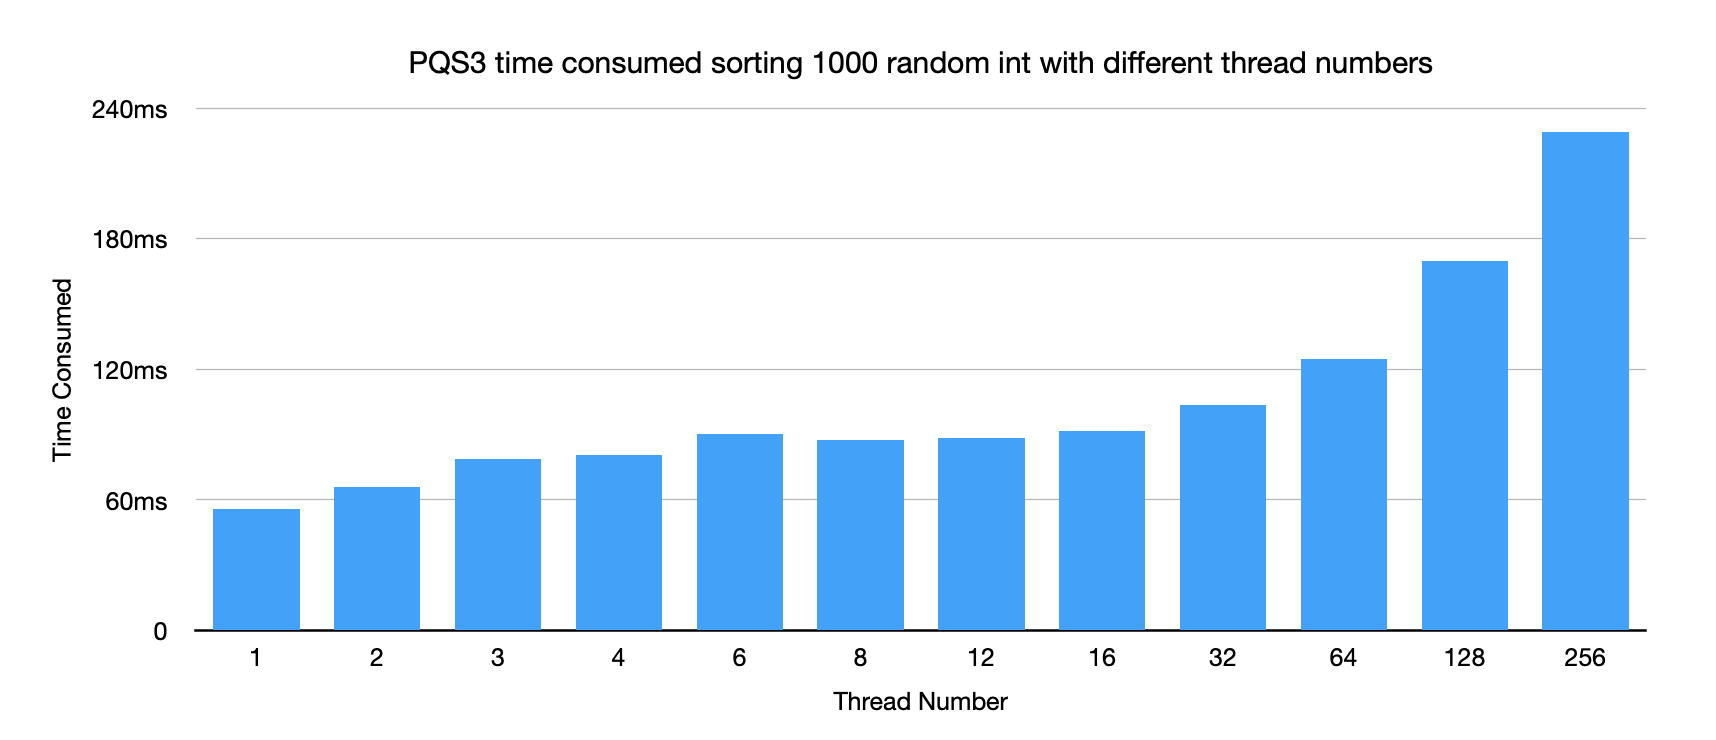 PQS3 time consumed sorting 1000 random int with different thread numbers
240ms
180ms
120ms
60ms
0
Time Consumed
1 2 3 4 6 8 12 16 32 64 128 256
Thread Number